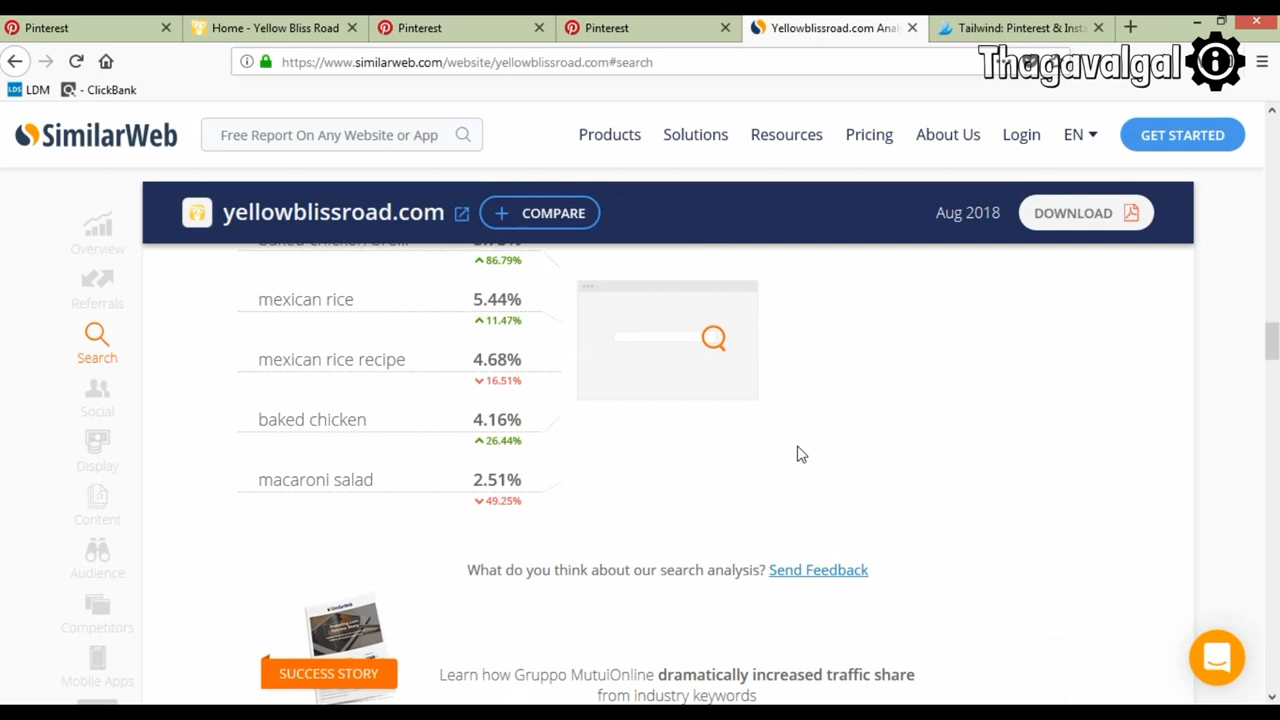 Pinterest
Home - Yellow Bliss Road
Pinterest
Pinterest
Yellowblissroad.com Anal
Tailwind: Pinterest & Insta
https://www.similarweb.com/website/yellowblissroad.com#search
Thagavalgal
LDS LDM
- ClickBank
SimilarWeb
Free Report On Any Website or App
Products
Solutions
Resources
Pricing
About Us
Login
EN
GET STARTED
yellowblissroad.com
+ COMPARE
Aug 2018
DOWNLOAD
Overview
Referrals
Search
Social
Display
Content
Audience
Competitors
Mobile Apps
86.79%
mexican rice 5.44%
11.47%
mexican rice recipe 4.68%
16.51%
baked chicken 4.16%
26.44%
macaroni salad 2.51%
49.25%
What do you think about our search analysis? Send Feedback
SimilarWeb
SUCCESS STORY
Learn how Gruppo MutuiOnline dramatically increased traffic share
from industry keywords